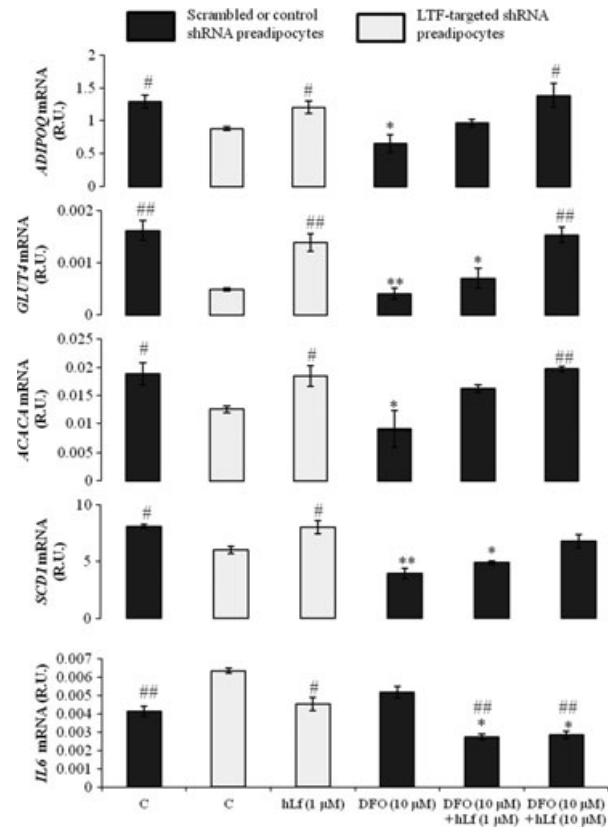 Scrambled or control
shRNA preadipocytes
LTF-targeted shRNA
preadipocytes
ADIPOQ mRNA
(R.U.)
2
1.5
1
0.5
0
#
#
*
#
GLUT4 mRNA
(R.U.)
0.002
0.001
0
##
##
**
*
##
ACACA mRNA
(R.U.)
0.025
0.02
0.015
0.01
0.005
0
#
#
*
##
SCD1 mRNA
(R.U.)
10
5
0
#
#
**
*
IL6 mRNA (R.U.)
0.007
0.006
0.005
0.004
0.003
0.002
0.001
0
##
#
##
*
##
*
C
C
hLf (1 μM)
DFO (10 μM)
DFO (10 μM)
+hLf (1 μM)
DFO (10 μM)
+hLf (10 μM)